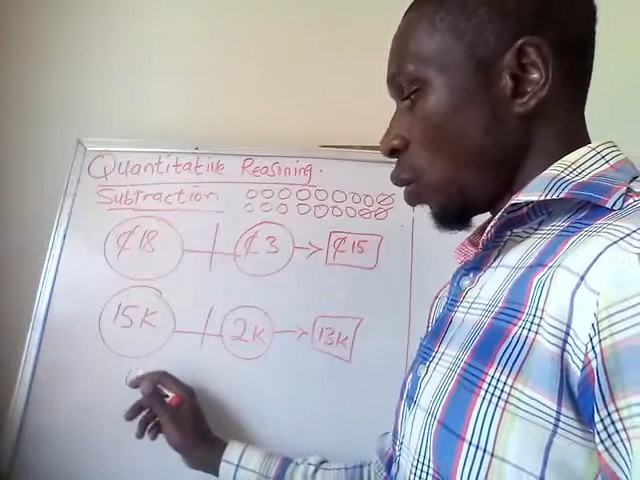 Quantitative Reasoning.
Subtraction
₵18 ₵3 ₵15
15K 2K 13K